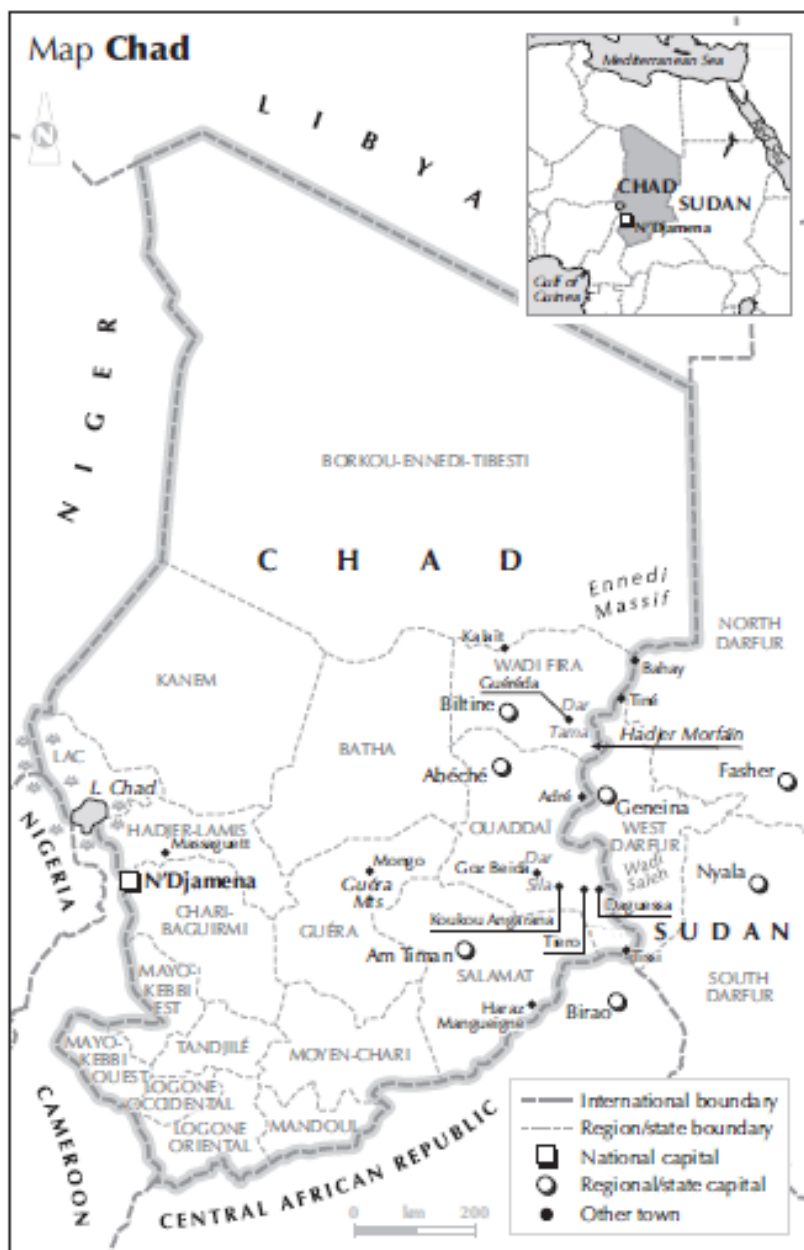 Map Chad
N
LIBYA
Mediterranean Sea
CHAD
SUDAN
N'Djamena
Gulf of
Guinea
NIGER
BORKOU-ENNEDI-TIBESTI
CHAD
Ennedi
Massif
NORTH
DARFUR
Kalaït
WADI FIRA
Bahay
KANEM
Guéréda
Tiné
Biltine
Dar
Tama
Hadjer Morfaïn
BATHA
LAC
Abéché
Fasher
L Chad
Adré
Geneina
NIGERIA
HADJER-LAMIS
Massaguett
OUADDAÏ
WEST
DARFUR
Mongo
Goz Beida
Dar
Sila
Wadi
Saleh
Nyala
N'Djamena
Guéra
Mts
CHARI-
BAGUIRMI
Koukou Angarana
Daguessa
GUÉRA
Tiero
SUDAN
Am Timan
Tissi
MAYO-
KEBBI
EST
SALAMAT
SOUTH
DARFUR
Haraz
Mangueigne
Birao
MAYO-
KEBBI
OUEST
TANDJILÉ
MOYEN-CHARI
LOGONE
OCCIDENTAL
LOGONE
ORIENTAL
MANDOUL
CAMEROON
CENTRAL AFRICAN REPUBLIC
International boundary
Region/state boundary
National capital
Regional/state capital
Other town
0 km 200